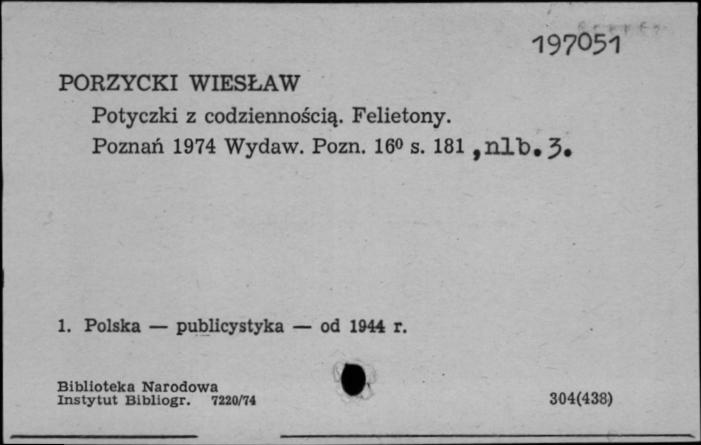 197051
PORZYCKI WIESŁAW
Potyczki z codziennością. Felietony.
Poznań 1974 Wydaw. Pozn. 16⁰ s. 181 ,nlb.3.
1. Polska — publicystyka — od 1944 r.
Biblioteka Narodowa
Instytut Bibliogr. 7220/74
304(438)